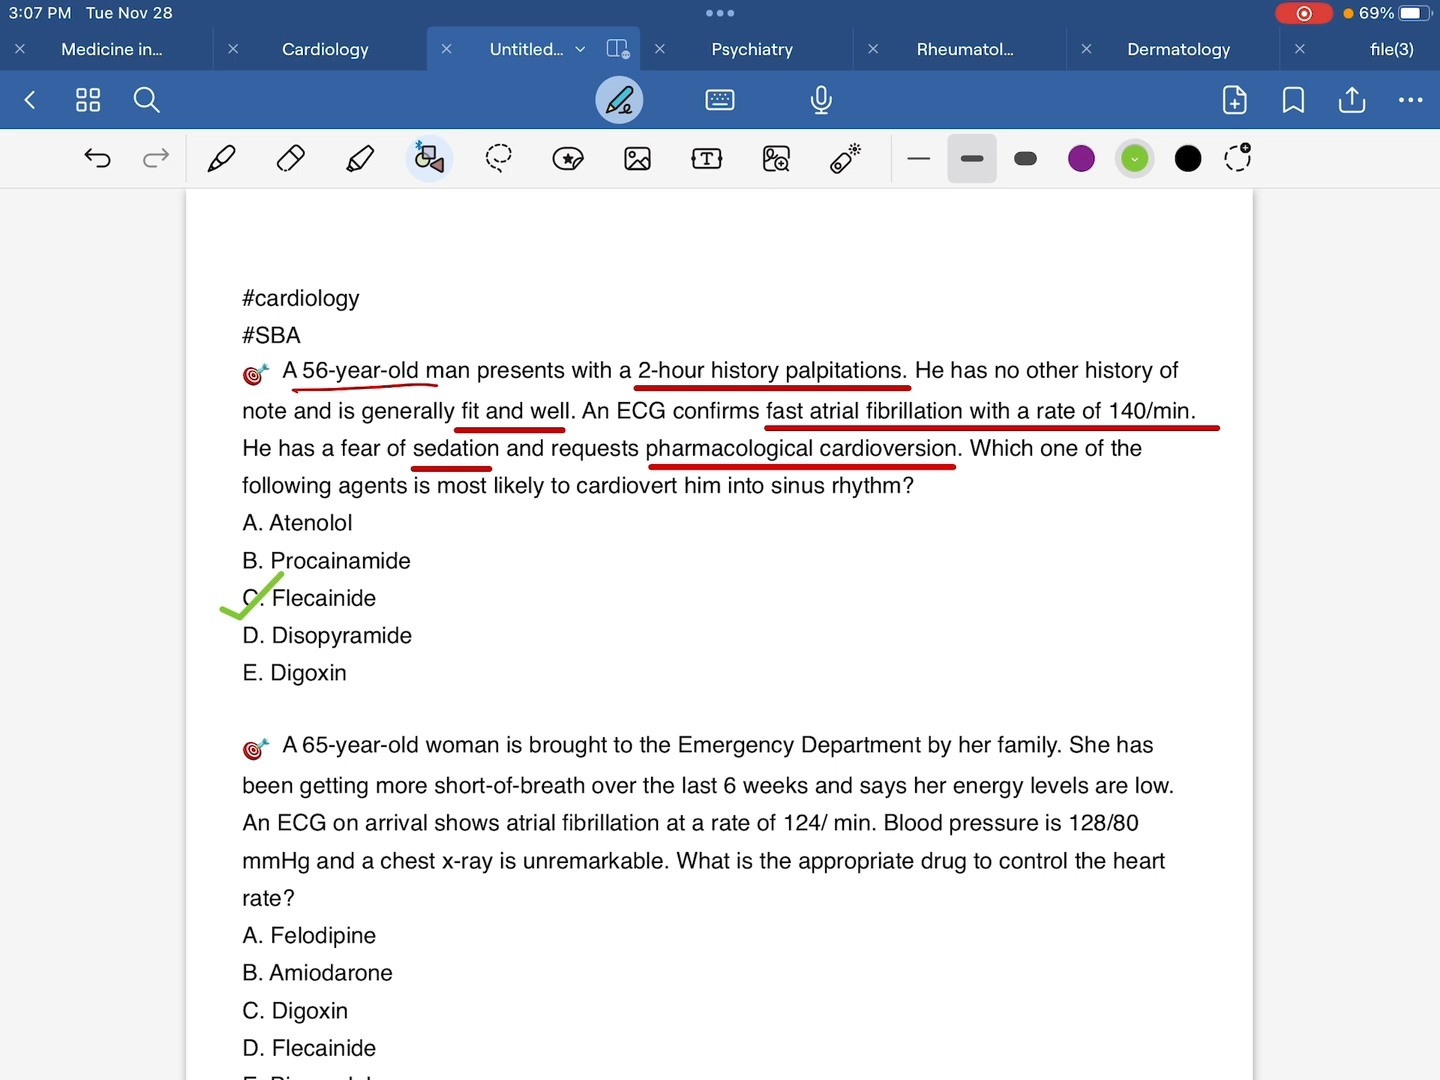 3:07 PM Tue Nov 28 69%
Medicine in... Cardiology Untitled... Psychiatry Rheumatol... Dermatology file(3)
#cardiology
#SBA
A 56-year-old man presents with a 2-hour history palpitations. He has no other history of
note and is generally fit and well. An ECG confirms fast atrial fibrillation with a rate of 140/min.
He has a fear of sedation and requests pharmacological cardioversion. Which one of the
following agents is most likely to cardiovert him into sinus rhythm?
A. Atenolol
B. Procainamide
C. Flecainide
D. Disopyramide
E. Digoxin
A 65-year-old woman is brought to the Emergency Department by her family. She has
been getting more short-of-breath over the last 6 weeks and says her energy levels are low.
An ECG on arrival shows atrial fibrillation at a rate of 124/ min. Blood pressure is 128/80
mmHg and a chest x-ray is unremarkable. What is the appropriate drug to control the heart
rate?
A. Felodipine
B. Amiodarone
C. Digoxin
D. Flecainide